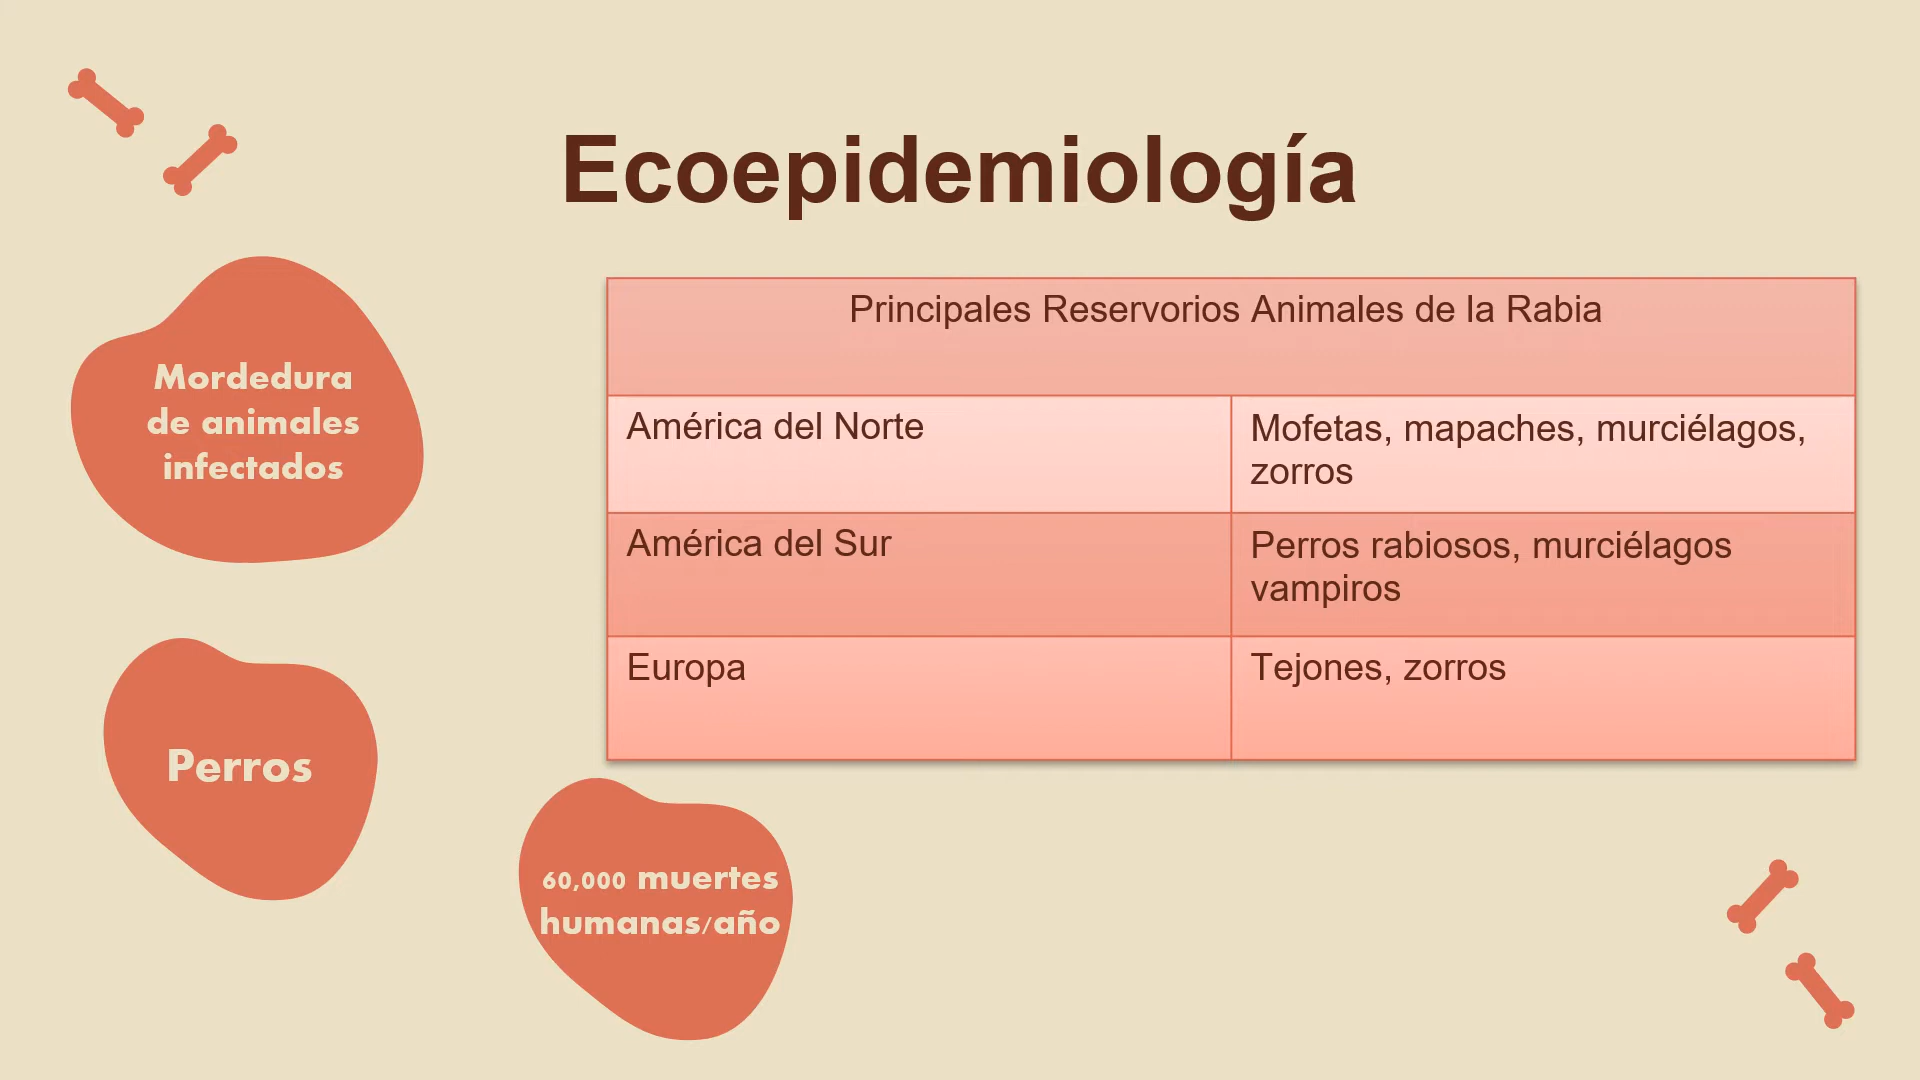 Ecoepidemiología
Mordedura
de animales
infectados
Perros
60,000 muertes
humanas/año
Principales Reservorios Animales de la Rabia
América del Norte
Mofetas, mapaches, murciélagos,
zorros
América del Sur
Perros rabiosos, murciélagos
vampiros
Europa
Tejones, zorros